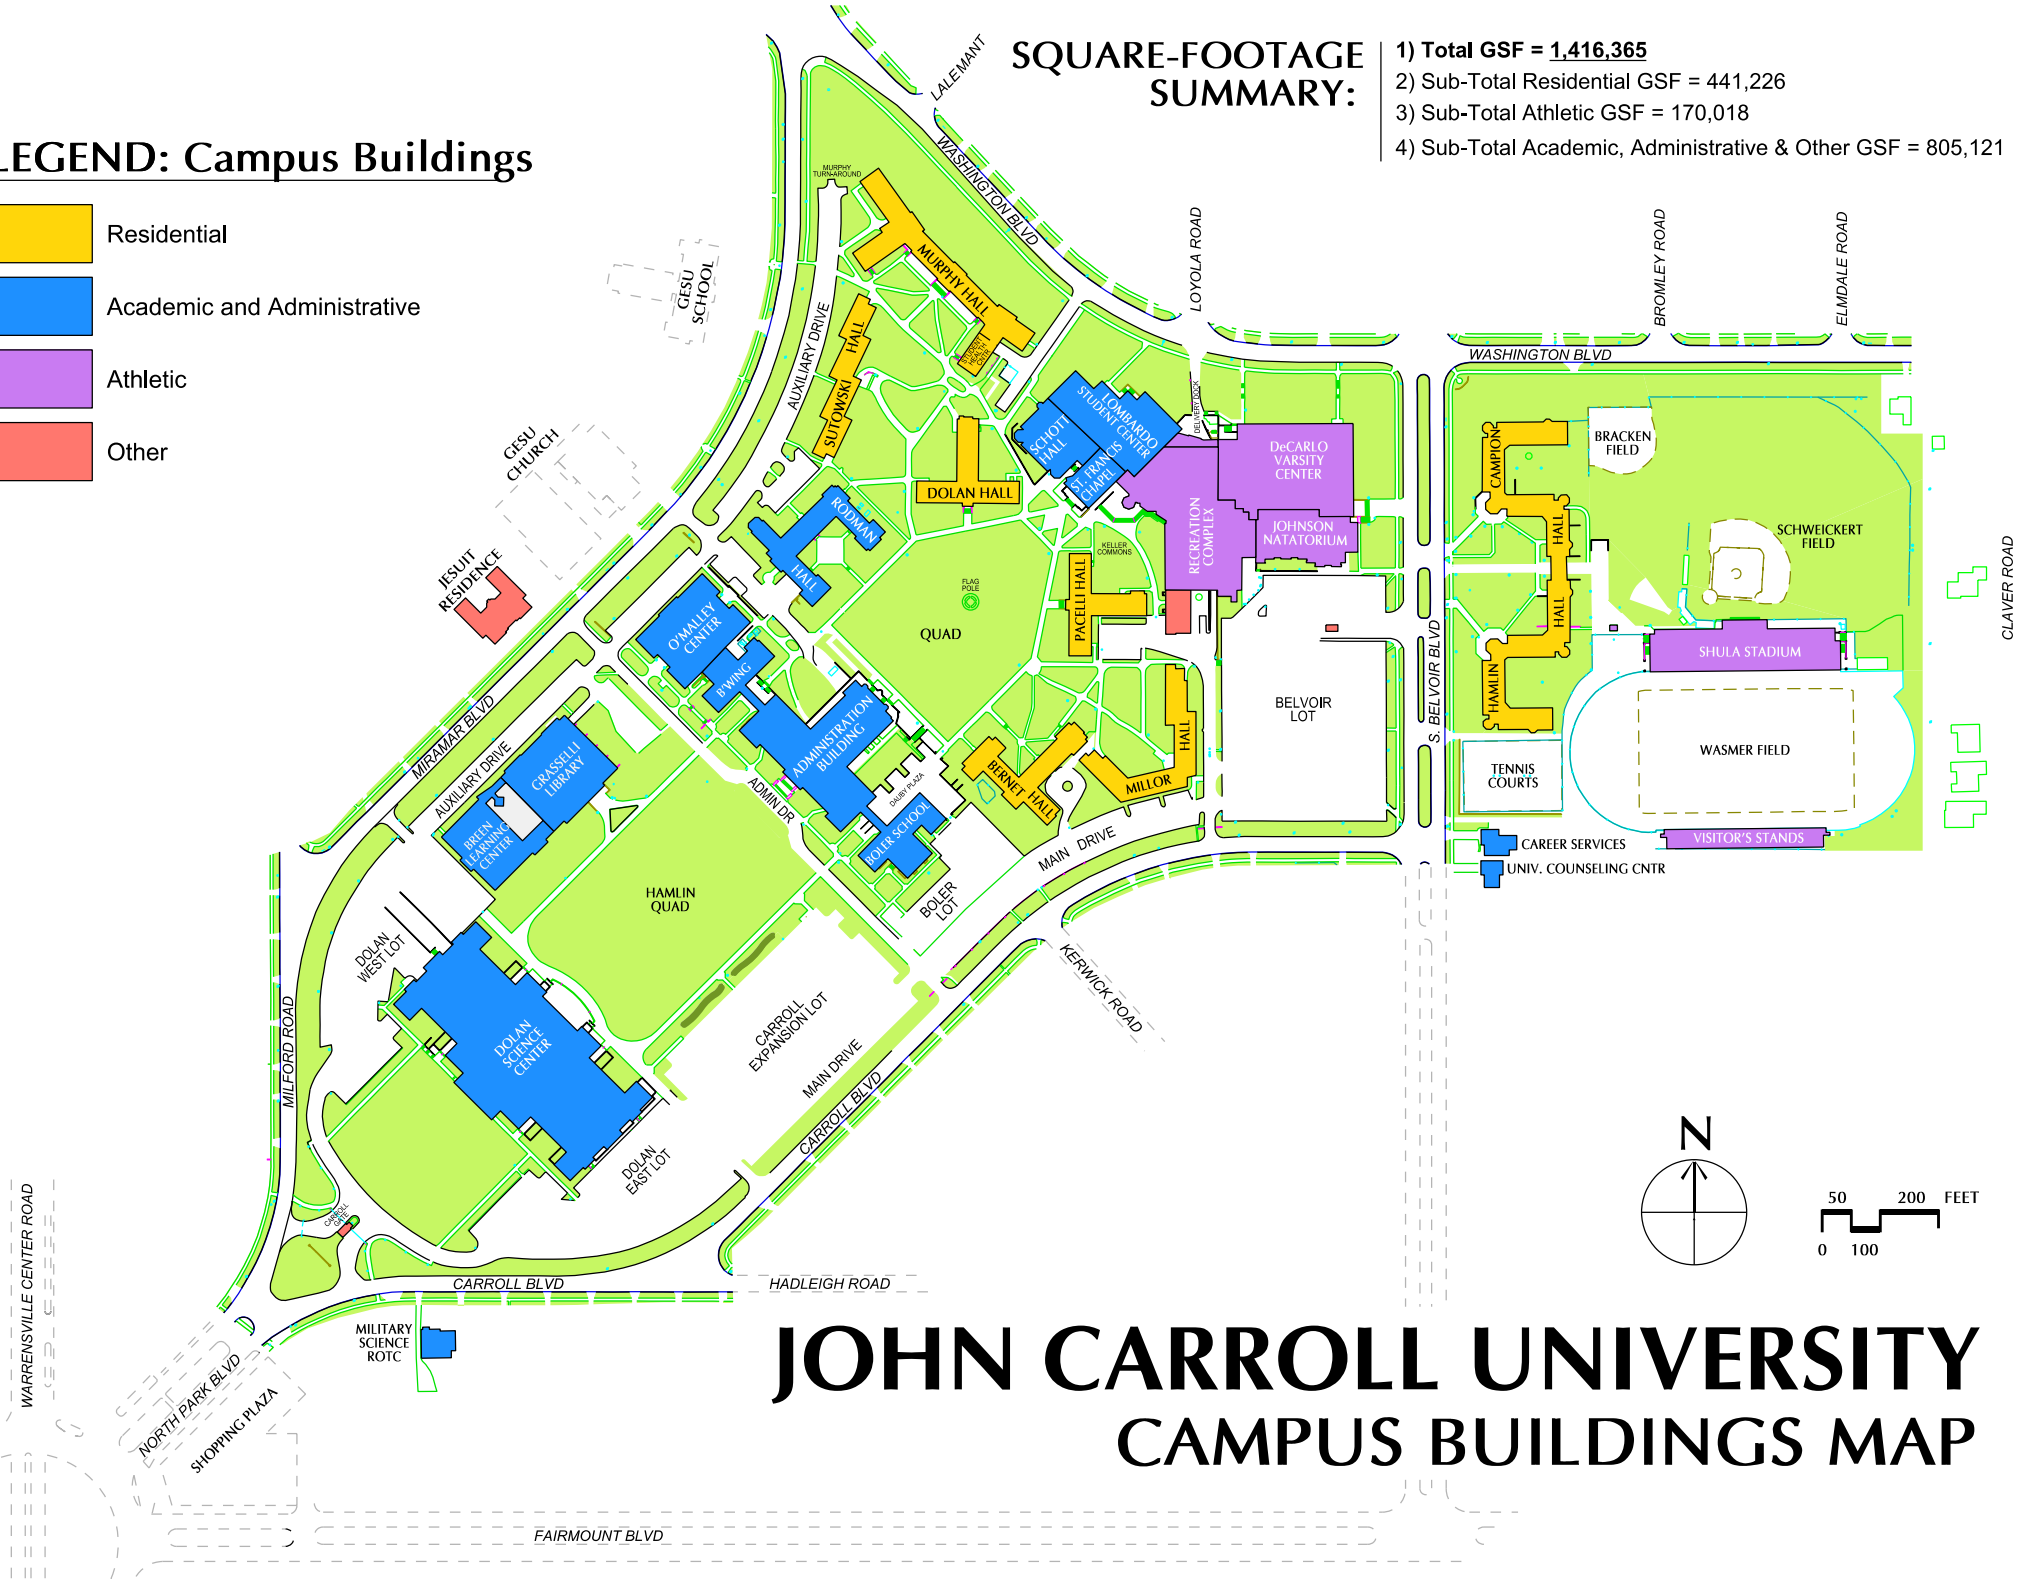 SQUARE-FOOTAGE
SUMMARY:
1) Total GSF = 1,416,365
2) Sub-Total Residential GSF = 441,226
3) Sub-Total Athletic GSF = 170,018
4) Sub-Total Academic, Administrative & Other GSF = 805,121
LEGEND: Campus Buildings
Residential
Academic and Administrative
Athletic
Other
LALEMANT
WASHINGTON BLVD
MURPHY
TURN-AROUND
MURPHY HALL
STUDENT
HEALTH
CNTR
LOYOLA ROAD
BROMLEY ROAD
ELMDALE ROAD
WASHINGTON BLVD
GESU
SCHOOL
AUXILIARY DRIVE
SUTOWSKI HALL
GESU
CHURCH
JESUIT
RESIDENCE
DOLAN HALL
RODMAN
HALL
SCHOTT
HALL
LOMBARDO
STUDENT CENTER
ST. FRANCIS
CHAPEL
DELIVERY DOCK
DeCARLO
VARSITY
CENTER
JOHNSON
NATATORIUM
RECREATION
COMPLEX
KELLER
COMMONS
FLAG
POLE
QUAD
PACELLI HALL
CAMPION
HALL
HALL
HAMLIN
BRACKEN
FIELD
SCHWEICKERT
FIELD
CLAVER ROAD
SHULA STADIUM
WASMER FIELD
VISITOR'S STANDS
TENNIS
COURTS
CAREER SERVICES
UNIV. COUNSELING CNTR
S. BELVOIR BLVD
BELVOIR
LOT
O'MALLEY
CENTER
B'WING
ADMINISTRATION
BUILDING
DAUBY PLAZA
BOLER SCHOOL
BERNET HALL
MILLOR
HALL
MAIN DRIVE
BOLER
LOT
ADMIN DR
MIRAMAR BLVD
AUXILIARY DRIVE
GRASSELLI
LIBRARY
BREEN
LEARNING
CENTER
HAMLIN
QUAD
DOLAN
WEST LOT
DOLAN
SCIENCE
CENTER
CARROLL
EXPANSION LOT
MAIN DRIVE
CARROLL BLVD
KERWICK ROAD
DOLAN
EAST LOT
MILFORD ROAD
CARROLL
GATE
CARROLL BLVD
HADLEIGH ROAD
MILITARY
SCIENCE
ROTC
WARRENSVILLE CENTER ROAD
NORTH PARK BLVD
SHOPPING PLAZA
FAIRMOUNT BLVD
N
50 200 FEET
0 100
JOHN CARROLL UNIVERSITY
CAMPUS BUILDINGS MAP